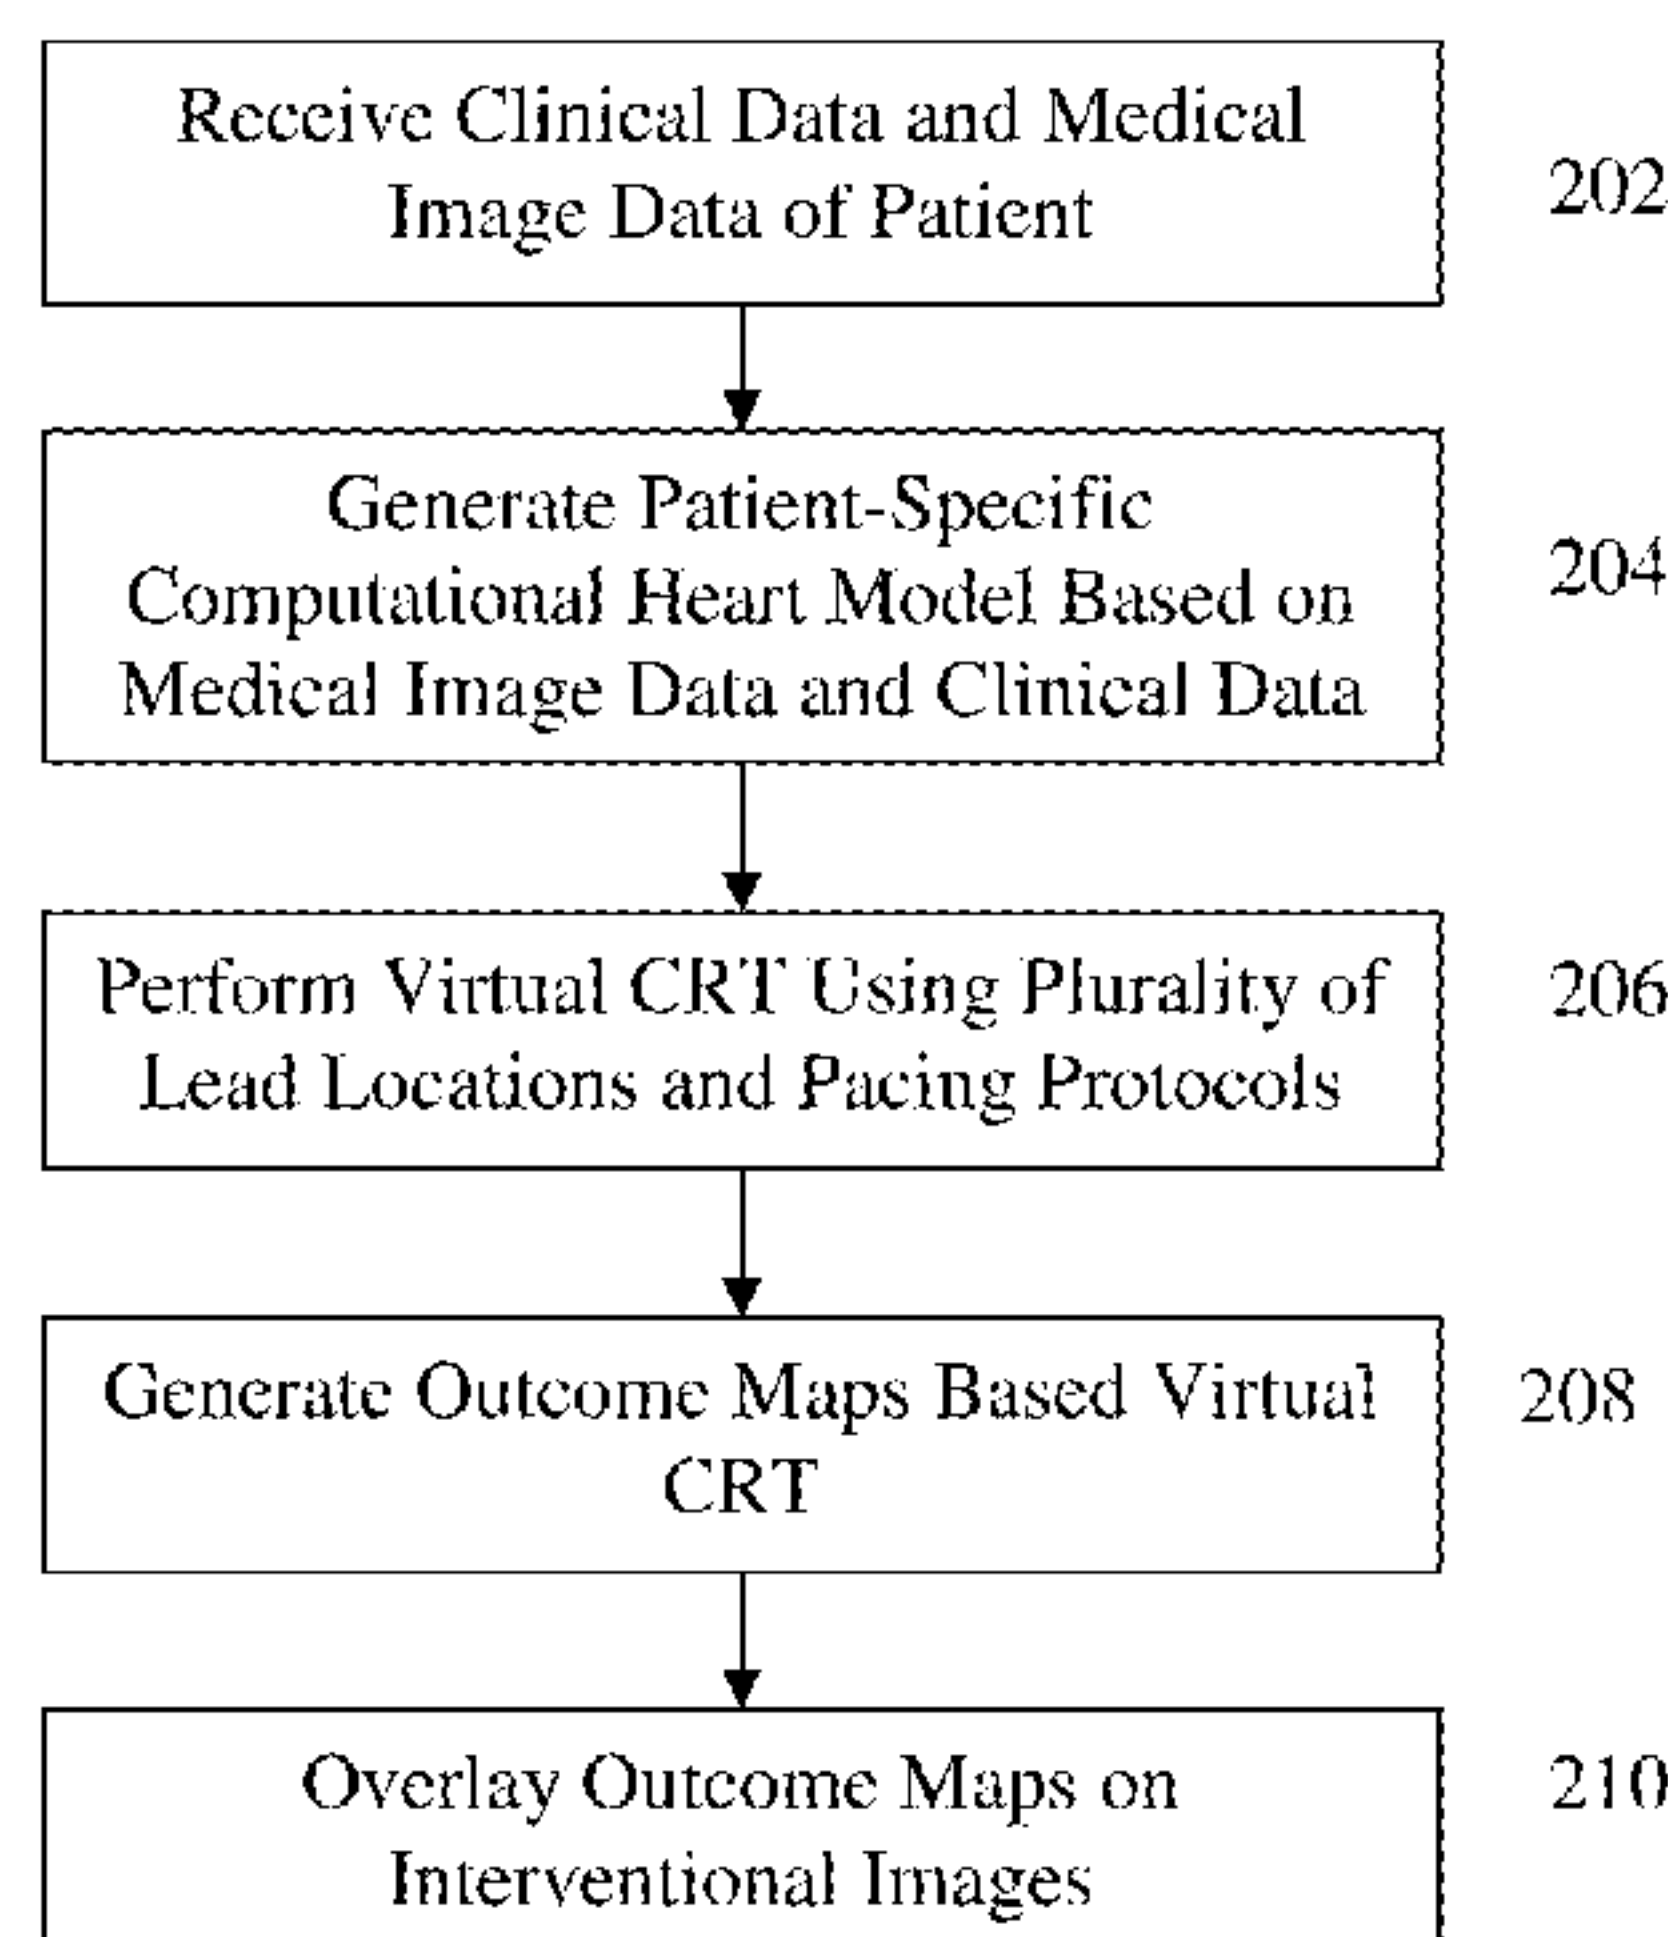 Receive Clinical Data and Medical
Image Data of Patient
202
Generate Patient-Specific
Computational Heart Model Based on
Medical Image Data and Clinical Data
204
Perform Virtual CRT Using Plurality of
Lead Locations and Pacing Protocols
206
Generate Outcome Maps Based Virtual
CRT
208
Overlay Outcome Maps on
Interventional Images
210